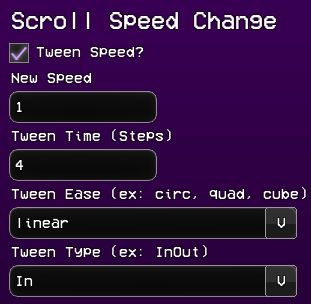 Scroll Speed Change
Tween Speed?
New Speed
1
Tween Time (Steps)
4
Tween Ease (ex: circ, quad, cube)
linear V
Tween Type (ex: InOut)
In V